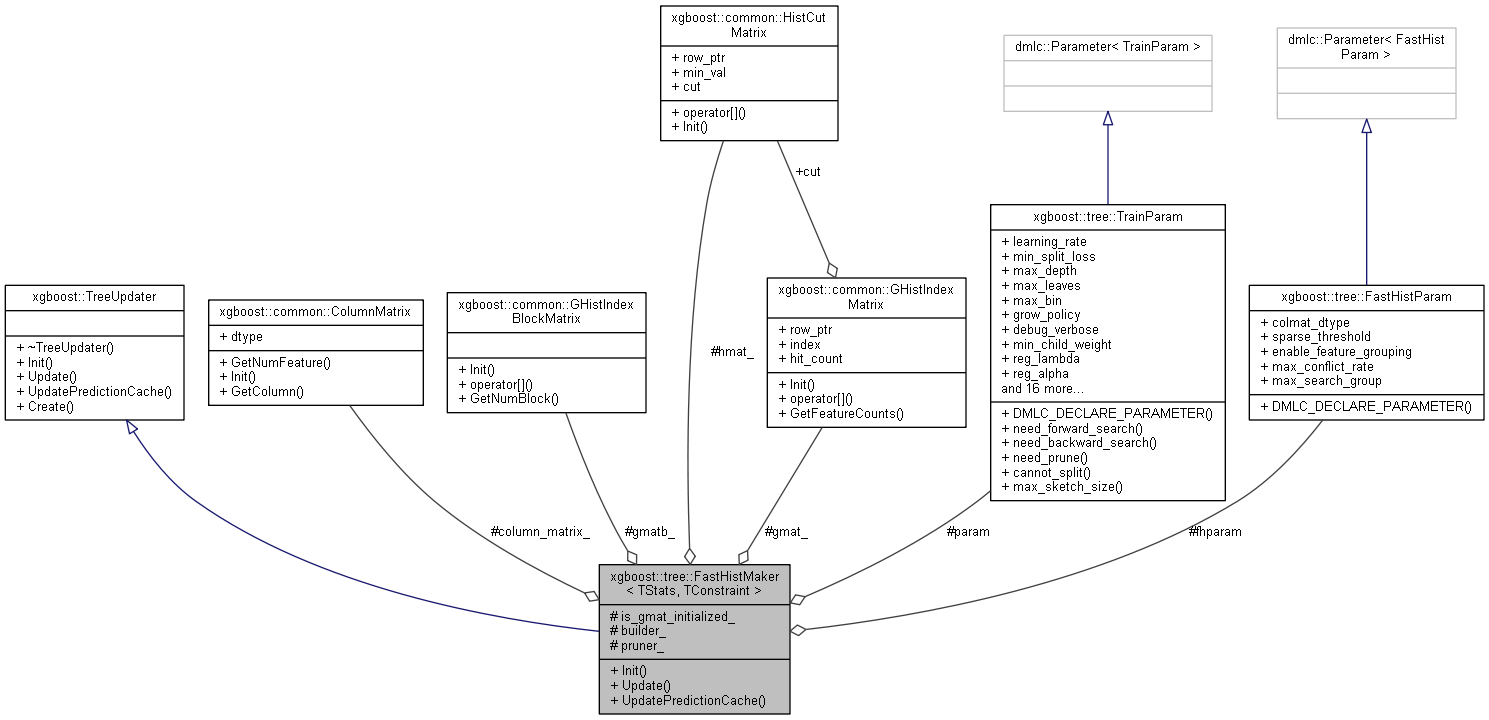 xgboost::common::HistCut
Matrix
+ row_ptr
+ min_val
+ cut
+ operator[]()
+ Init()
dmlc::Parameter< TrainParam >
dmlc::Parameter< FastHist
Param >
+cut
xgboost::tree::TrainParam
+ learning_rate
+ min_split_loss
+ max_depth
+ max_leaves
+ max_bin
+ grow_policy
+ debug_verbose
+ min_child_weight
+ reg_lambda
+ reg_alpha
and 16 more...
+ DMLC_DECLARE_PARAMETER()
+ need_forward_search()
+ need_backward_search()
+ need_prune()
+ cannot_split()
+ max_sketch_size()
xgboost::TreeUpdater
+ ~TreeUpdater()
+ Init()
+ Update()
+ UpdatePredictionCache()
+ Create()
xgboost::common::ColumnMatrix
+ dtype
+ GetNumFeature()
+ Init()
+ GetColumn()
xgboost::common::GHistIndex
BlockMatrix
+ Init()
+ operator[]()
+ GetNumBlock()
#hmat_
xgboost::common::GHistIndex
Matrix
+ row_ptr
+ index
+ hit_count
+ Init()
+ operator[]()
+ GetFeatureCounts()
xgboost::tree::FastHistParam
+ colmat_dtype
+ sparse_threshold
+ enable_feature_grouping
+ max_conflict_rate
+ max_search_group
+ DMLC_DECLARE_PARAMETER()
#column_matrix_
#gmatb_
#gmat_
#param
#fhparam
xgboost::tree::FastHistMaker
< TStats, TConstraint >
# is_gmat_initialized_
# builder_
# pruner_
+ Init()
+ Update()
+ UpdatePredictionCache()